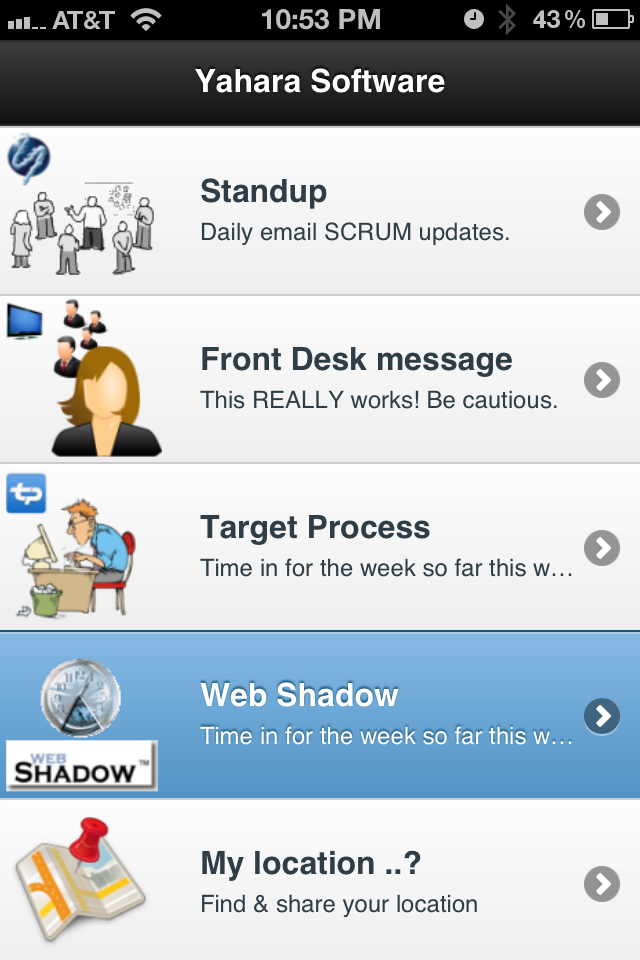 AT&T 10:53 PM 43%
Yahara Software
Standup
Daily email SCRUM updates.
Front Desk message
This REALLY works! Be cautious.
tp
Target Process
Time in for the week so far this w…
Web Shadow
Time in for the week so far this w…
WEB
SHADOW™
My location ..?
Find & share your location